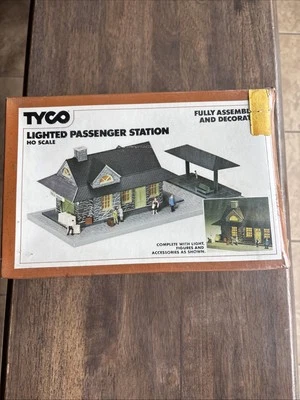 TYCO
LIGHTED PASSENGER STATION
HO SCALE
FULLY ASSEMB
AND DECORAT
COMPLETE WITH LIGHT,
FIGURES AND
ACCESSORIES AS SHOWN.